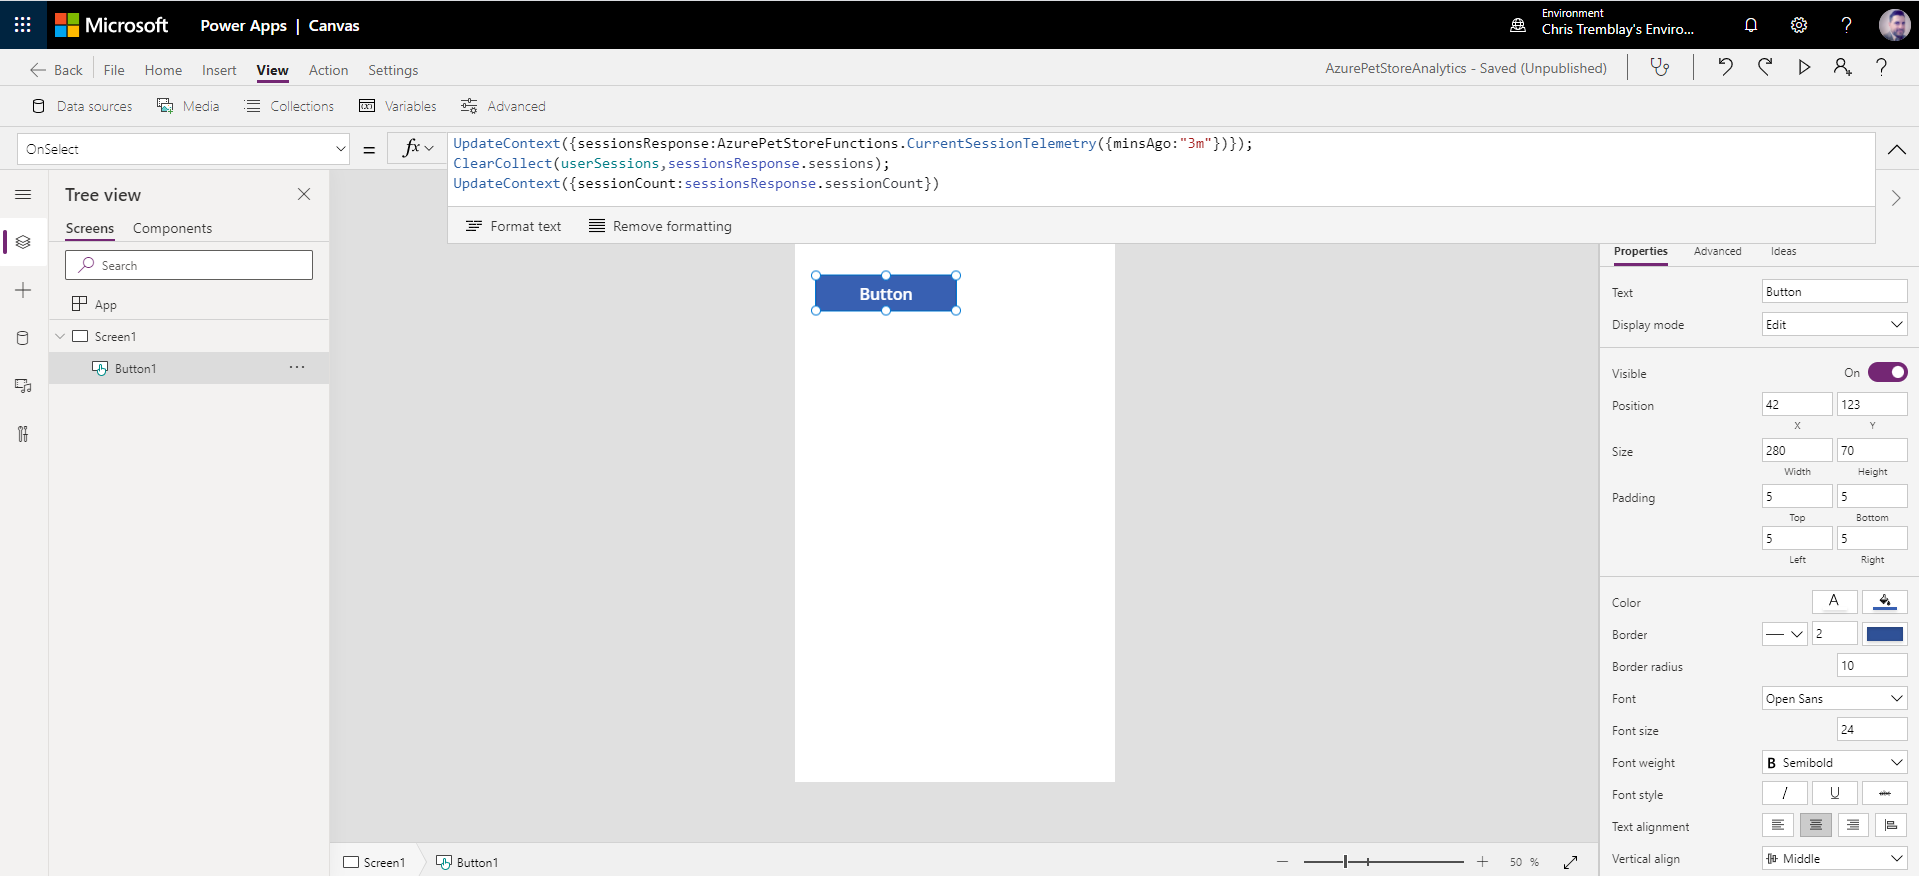 Microsoft Power Apps | Canvas
Environment
Chris Tremblay's Enviro...
Back File Home Insert View Action Settings
AzurePetStoreAnalytics - Saved (Unpublished)
Data sources Media Collections Variables Advanced
OnSelect = fx
UpdateContext({sessionsResponse:AzurePetStoreFunctions.CurrentSessionTelemetry({minsAgo:"3m"})});
ClearCollect(userSessions,sessionsResponse.sessions);
UpdateContext({sessionCount:sessionsResponse.sessionCount})
Format text Remove formatting
Tree view
Screens Components
Search
App
Screen1
Button1
Button
Properties Advanced Ideas
Text Button
Display mode Edit
Visible On
Position 42 123
X Y
Size 280 70
Width Height
Padding 5 5
Top Bottom
5 5
Left Right
Color A
Border 2
Border radius 10
Font Open Sans
Font size 24
Font weight B Semibold
Font style / U abc
Text alignment
Vertical align Middle
Screen1 Button1
50 %